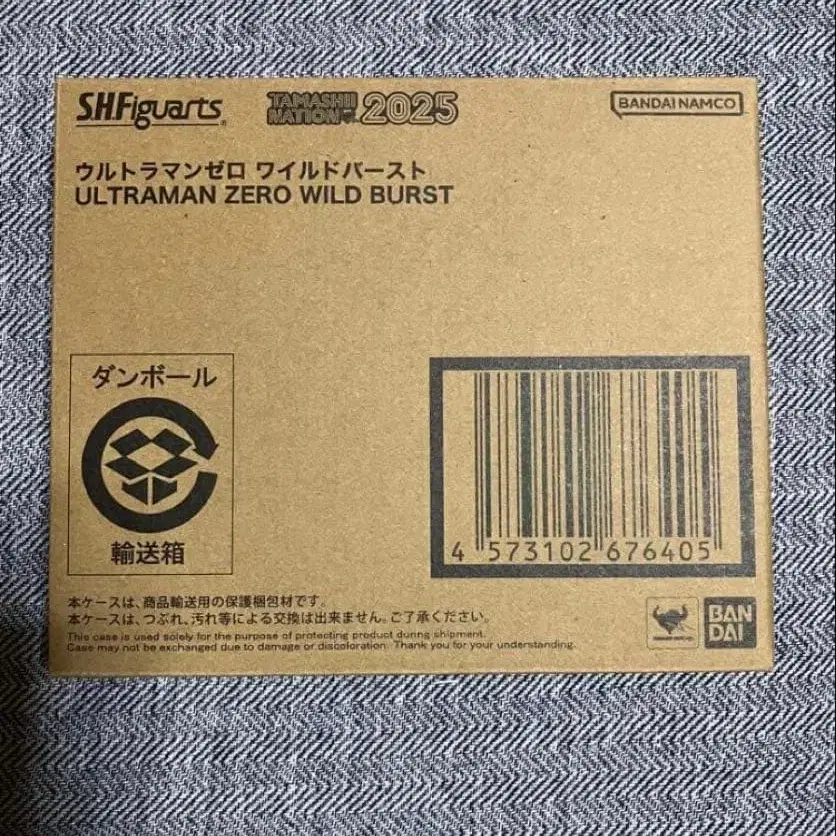 S.H.Figuarts®
TAMASHII NATION 2025
BANDAI NAMCO
ウルトラマンゼロ ワイルドバースト
ULTRAMAN ZERO WILD BURST
ダンボール
輸送箱
4 573102 676405
本ケースは、商品輸送用の保護梱包材です。
本ケースは、つぶれ、汚れ等による交換は出来ません。ご了承ください。
This case is used solely for the purpose of protecting product during shipment.
Case may not be exchanged due to damage or discoloration. Thank you for your understanding.
BAN
DAI